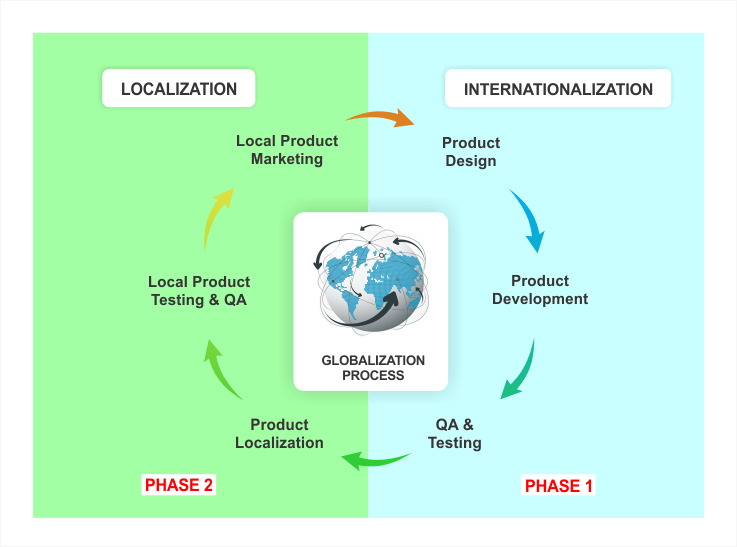 LOCALIZATION
INTERNATIONALIZATION
Local Product
Marketing
Product
Design
Local Product
Testing & QA
Product
Development
GLOBALIZATION
PROCESS
Product
Localization
QA &
Testing
PHASE 2
PHASE 1